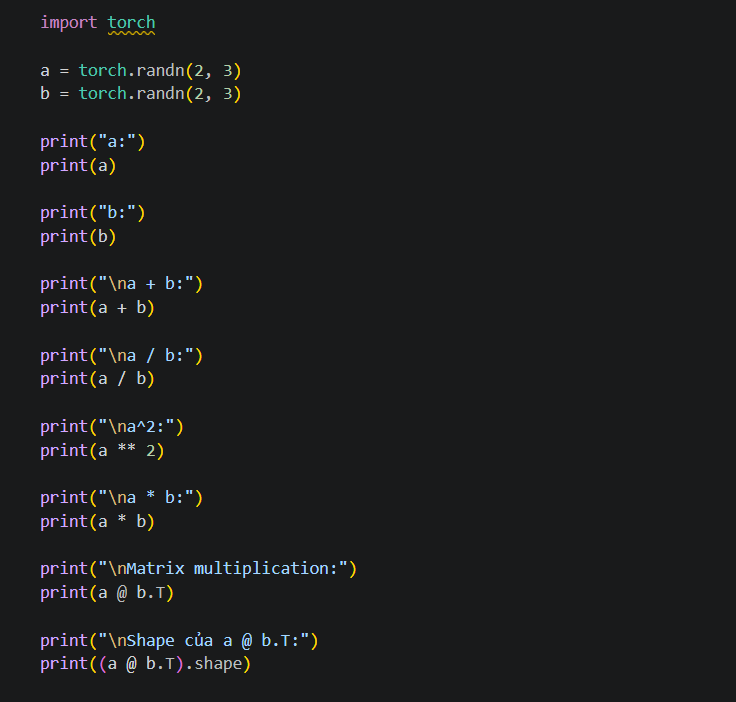 import torch
a = torch.randn(2, 3)
b = torch.randn(2, 3)
print("a:")
print(a)
print("b:")
print(b)
print("\na + b:")
print(a + b)
print("\na / b:")
print(a / b)
print("\na^2:")
print(a ** 2)
print("\na * b:")
print(a * b)
print("\nMatrix multiplication:")
print(a @ b.T)
print("\nShape của a @ b.T:")
print((a @ b.T).shape)